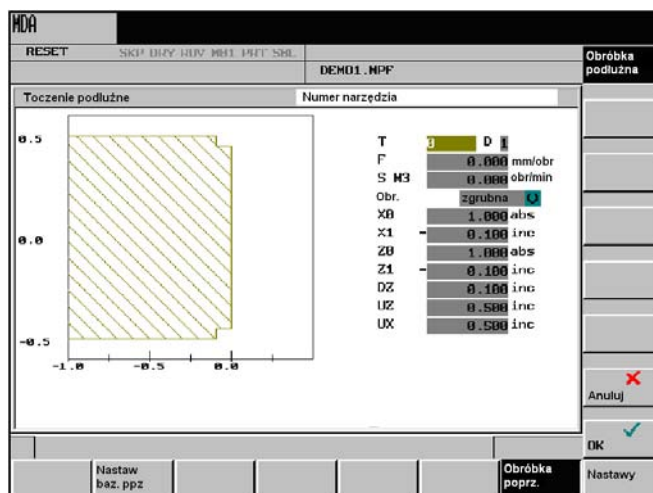 MDA
RESET SKP DRY ROV M01 PRT SBL
DEMO1.MPF
Obróbka
podłużna
Toczenie podłużne
Numer narzędzia
T 0 D 1
F 0.000 mm/obr
S M3 0.000 obr/min
Obr. zgrubna
X0 1.000 abs
X1 - 0.100 inc
Z0 1.000 abs
Z1 - 0.100 inc
DZ 0.100 inc
UZ 0.500 inc
UX 0.500 inc
0.5
0.0
-0.5
-1.0 -0.5 0.0
Anuluj
OK
Nastaw
baz. ppz
Obróbka
poprz.
Nastawy